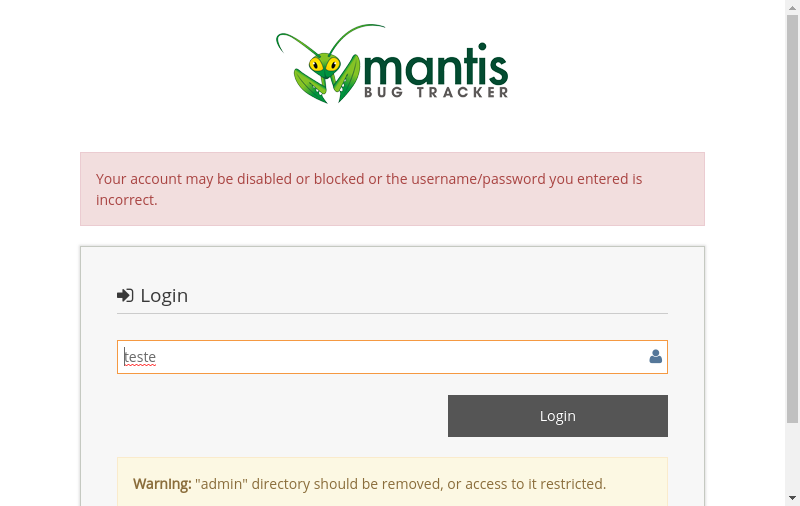 mantis
BUG TRACKER
Your account may be disabled or blocked or the username/password you entered is
incorrect.
Login
teste
Login
Warning: "admin" directory should be removed, or access to it restricted.